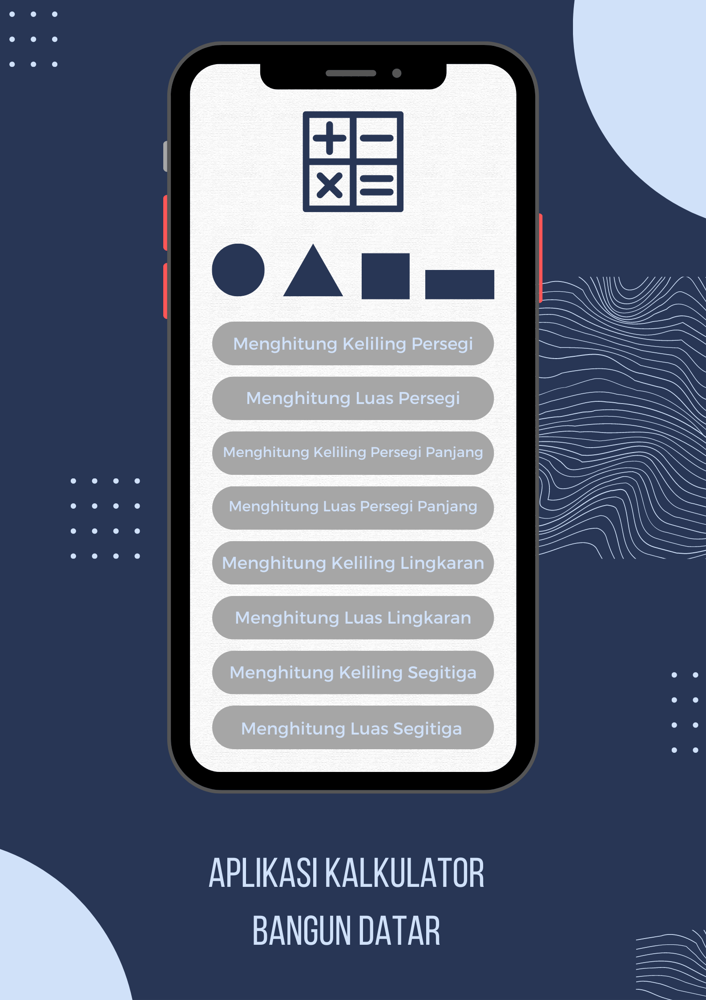 Menghitung Keliling Persegi
Menghitung Luas Persegi
Menghitung Keliling Persegi Panjang
Menghitung Luas Persegi Panjang
Menghitung Keliling Lingkaran
Menghitung Luas Lingkaran
Menghitung Keliling Segitiga
Menghitung Luas Segitiga
APLIKASI KALKULATOR
BANGUN DATAR